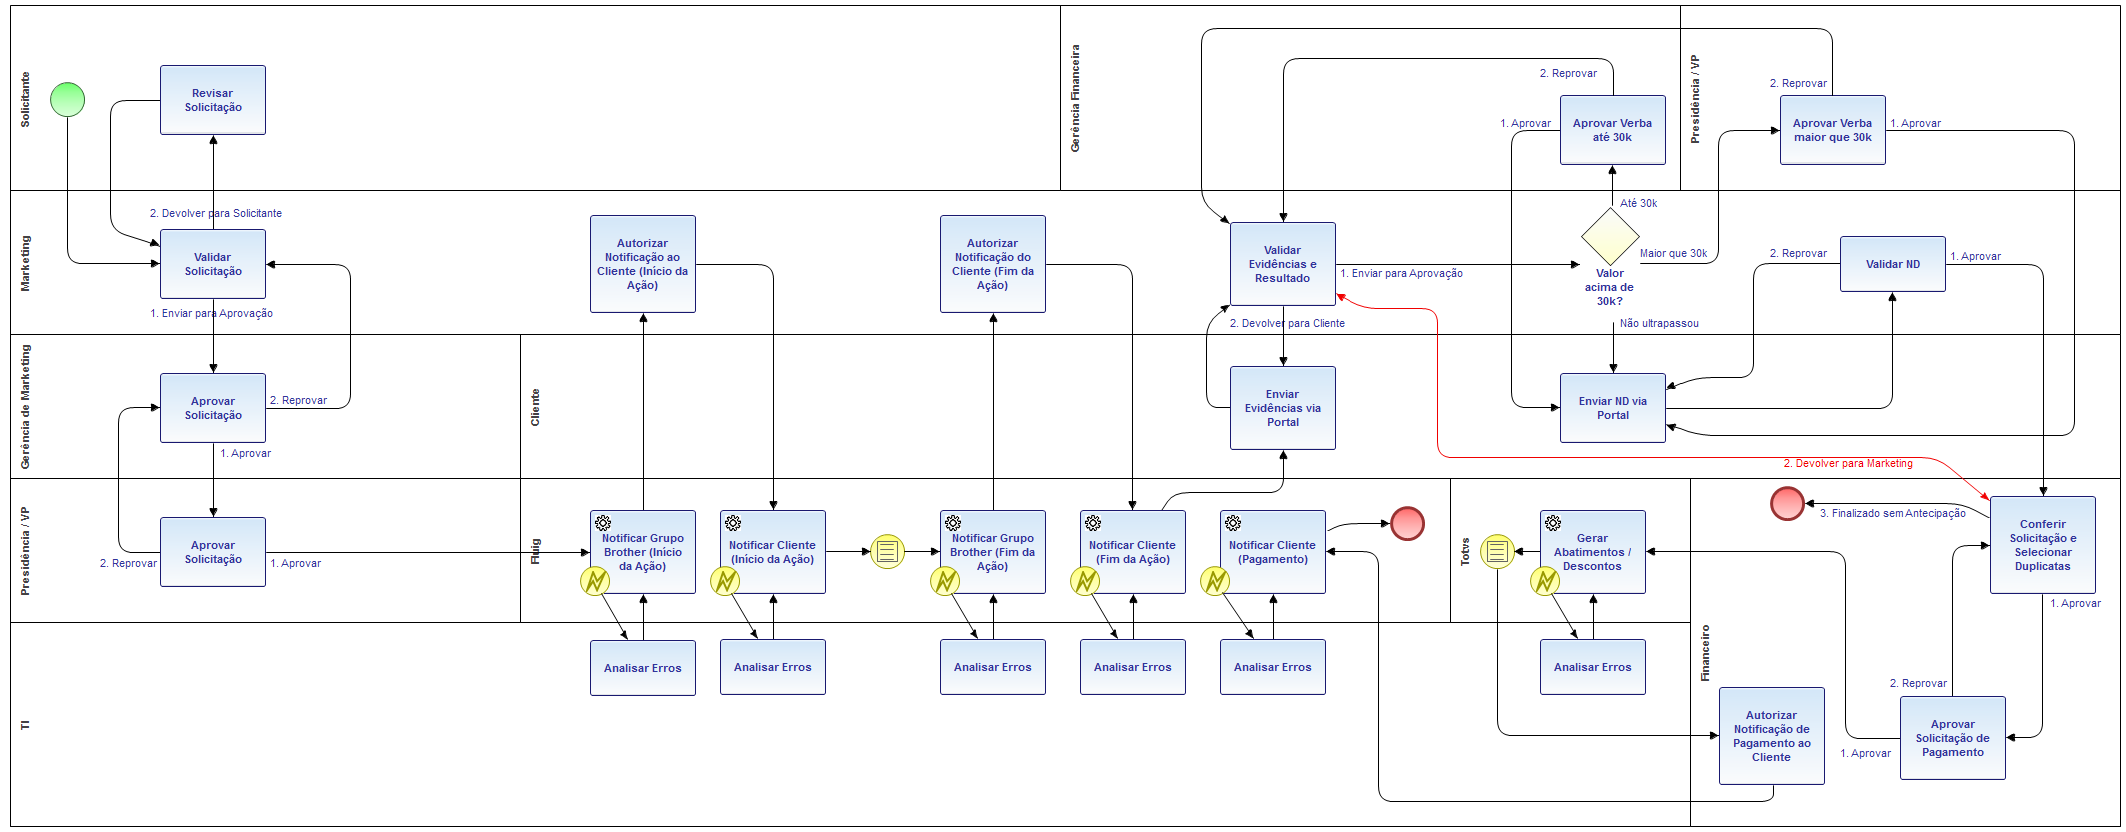 Solicitante
Revisar
Solicitação
Gerência Financeira
2. Reprovar
1. Aprovar
Aprovar Verba
até 30k
Presidência / VP
2. Reprovar
Aprovar Verba
maior que 30k
1. Aprovar
Marketing
2. Devolver para Solicitante
Validar
Solicitação
1. Enviar para Aprovação
Autorizar
Notificação ao
Cliente (Início da
Ação)
Autorizar
Notificação do
Cliente (Fim da
Ação)
Validar
Evidências e
Resultado
1. Enviar para Aprovação
2. Devolver para Cliente
Até 30k
Maior que 30k
Valor
acima de
30k?
Não ultrapassou
2. Reprovar
Validar ND
1. Aprovar
Gerência de Marketing
Aprovar
Solicitação
2. Reprovar
1. Aprovar
Cliente
Enviar
Evidências via
Portal
Enviar ND via
Portal
2. Devolver para Marketing
Presidência / VP
Aprovar
Solicitação
2. Reprovar
1. Aprovar
Fluig
Notificar Grupo
Brother (Início
da Ação)
Notificar Cliente
(Início da Ação)
Notificar Grupo
Brother (Fim da
Ação)
Notificar Cliente
(Fim da Ação)
Notificar Cliente
(Pagamento)
Totvs
Gerar
Abatimentos /
Descontos
3. Finalizado sem Antecipação
Conferir
Solicitação e
Selecionar
Duplicatas
1. Aprovar
TI
Analisar Erros
Analisar Erros
Analisar Erros
Analisar Erros
Analisar Erros
Analisar Erros
Financeiro
Autorizar
Notificação de
Pagamento ao
Cliente
2. Reprovar
1. Aprovar
Aprovar
Solicitação de
Pagamento